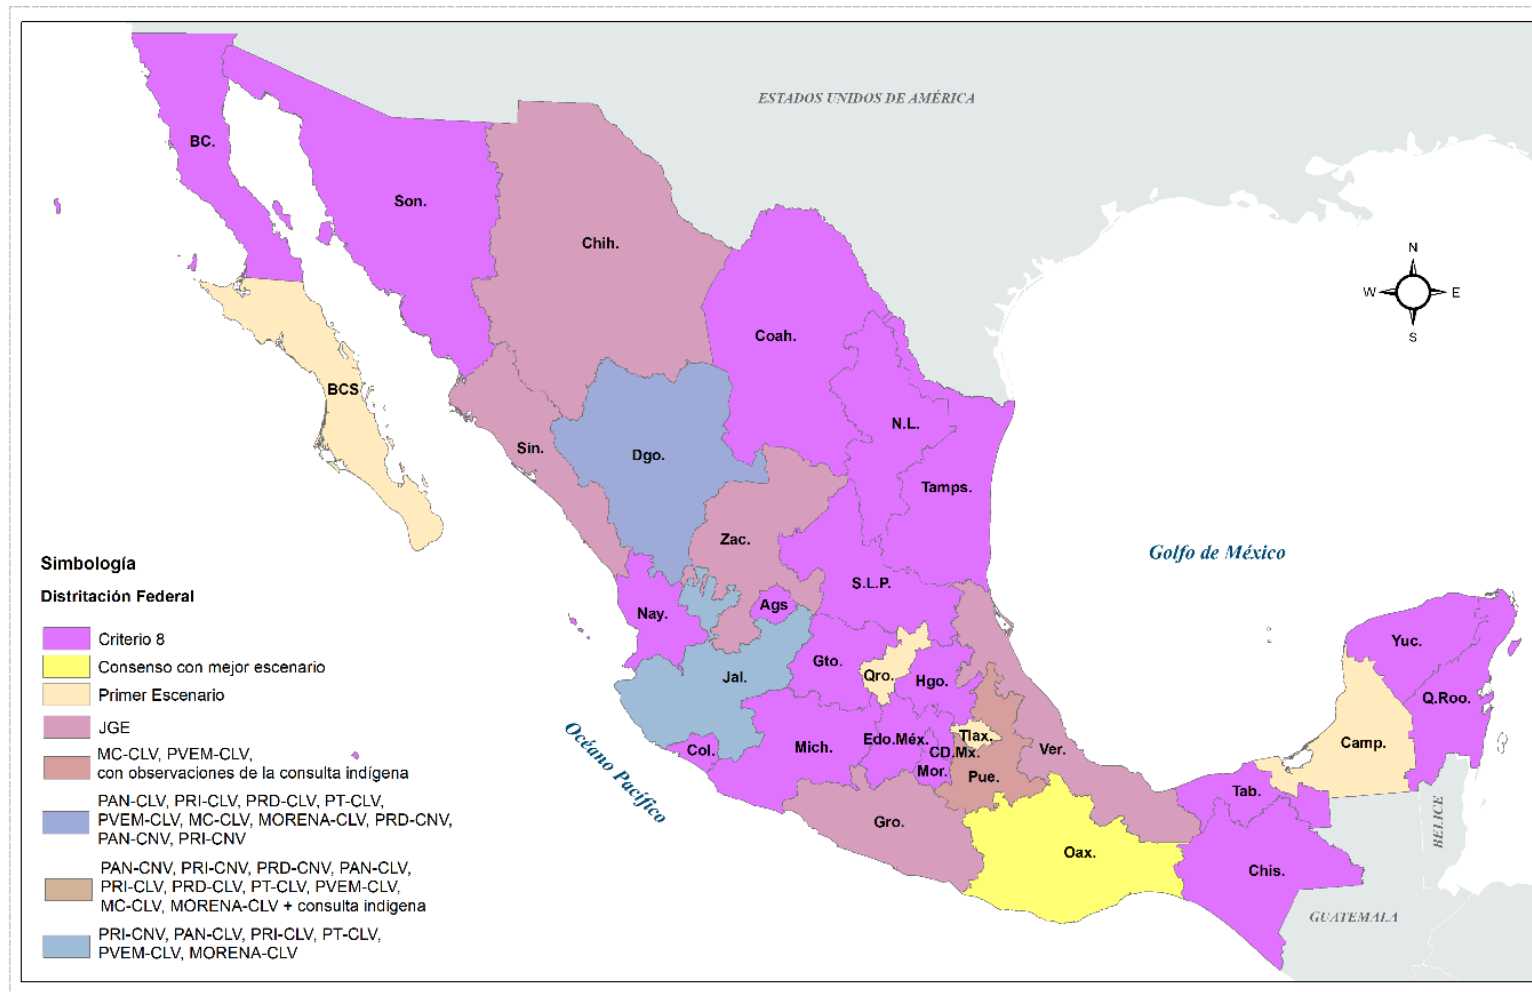 ESTADOS UNIDOS DE AMÉRICA
BC.
Son.
Chih.
N
W
E
S
Coah.
BCS
N.L.
Sin.
Dgo.
Tamps.
Zac.
Golfo de México
Simbología
S.L.P.
Distritación Federal
Ags
Nay.
Criterio 8
Yuc.
Gto.
Consenso con mejor escenario
Qro.
Jal.
Hgo.
Q.Roo.
Primer Escenario
JGE
Océano Pacífico
Tlax.
Edo.Méx.
Camp.
Col.
Mich.
CD.Mx.
Ver.
MC-CLV, PVEM-CLV,
con observaciones de la consulta indígena
Mor.
Pue.
Tab.
PAN-CLV, PRI-CLV, PRD-CLV, PT-CLV,
PVEM-CLV, MC-CLV, MORENA-CLV, PRD-CNV,
PAN-CNV, PRI-CNV
Gro.
BELICE
Oax.
Chis.
PAN-CNV, PRI-CNV, PRD-CNV, PAN-CLV,
PRI-CLV, PRD-CLV, PT-CLV, PVEM-CLV,
MC-CLV, MORENA-CLV + consulta indígena
GUATEMALA
PRI-CNV, PAN-CLV, PRI-CLV, PT-CLV,
PVEM-CLV, MORENA-CLV